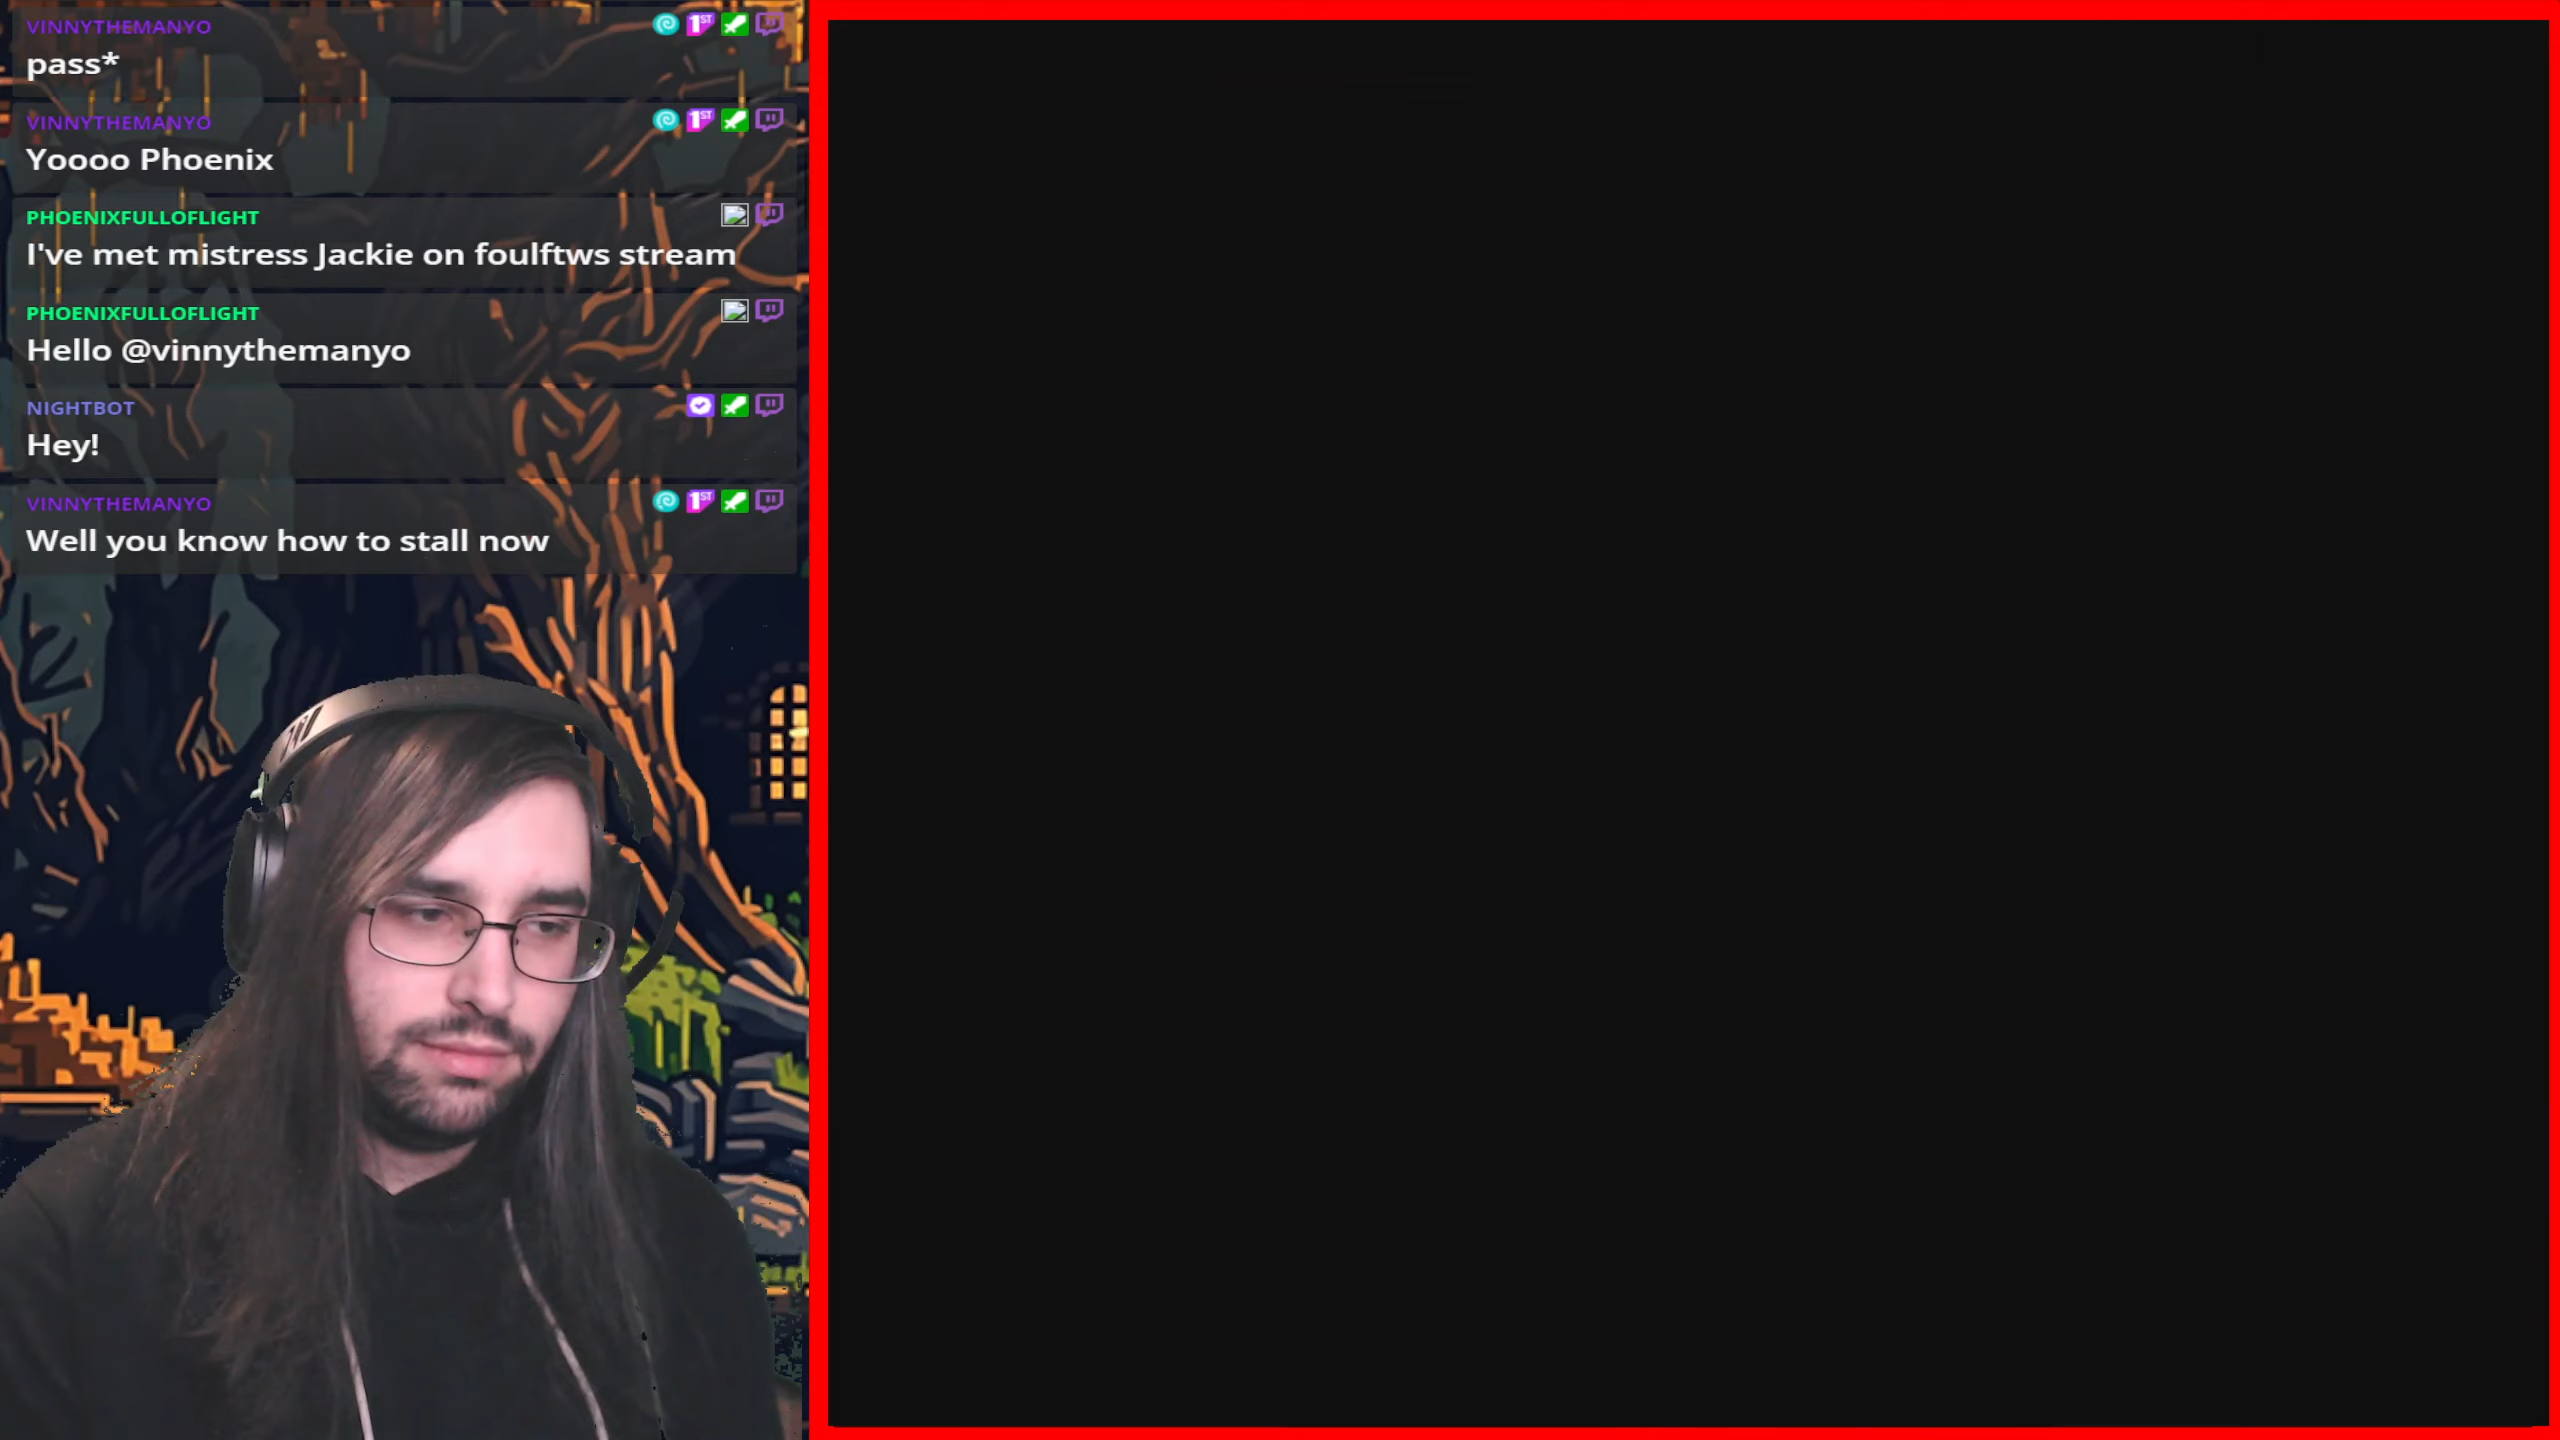 VINNYTHEMANYO
pass*
VINNYTHEMANYO
Yoooo Phoenix
PHOENIXFULLOFLIGHT
I've met mistress Jackie on foulftws stream
PHOENIXFULLOFLIGHT
Hello @vinnythemanyo
NIGHTBOT
Hey!
VINNYTHEMANYO
Well you know how to stall now